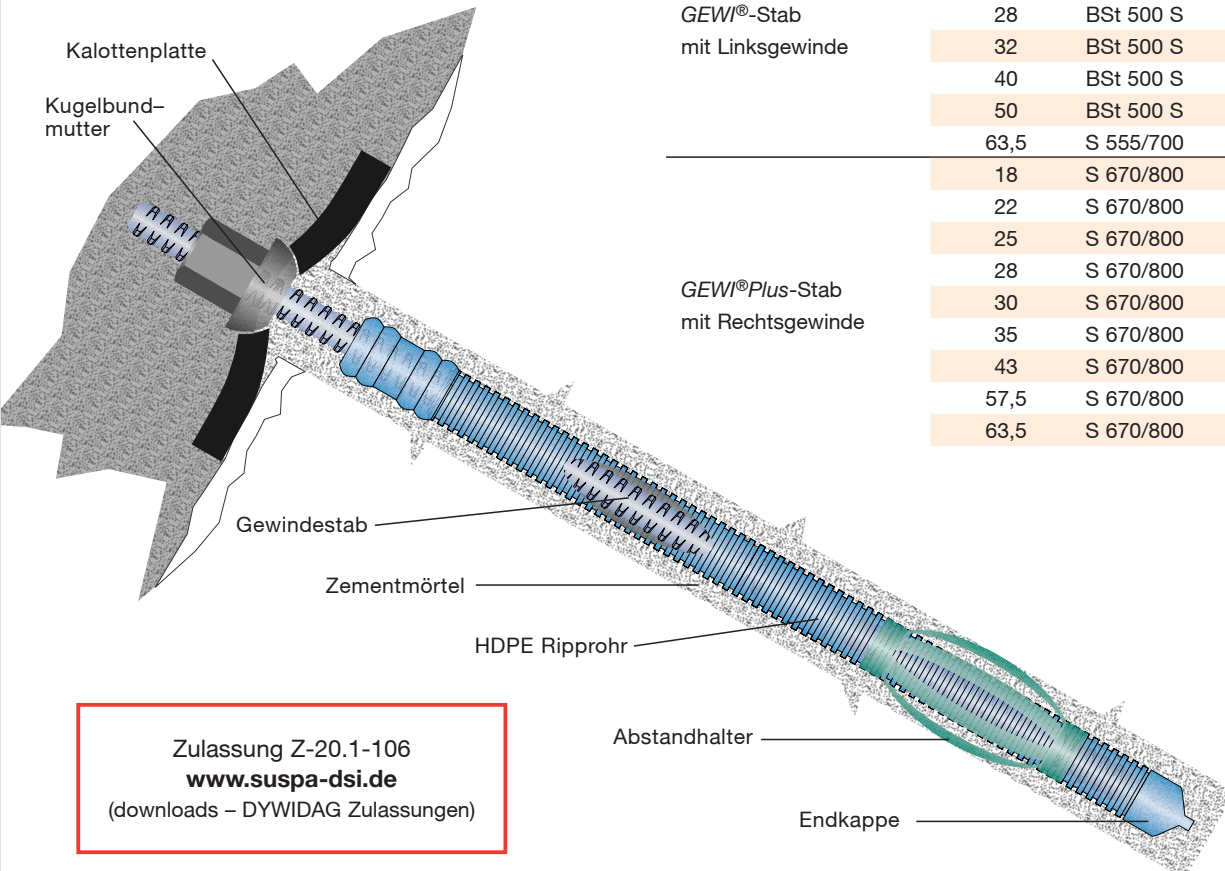 Kalottenplatte
Kugelbund–
mutter
GEWI®-Stab
mit Linksgewinde
28 BSt 500 S
32 BSt 500 S
40 BSt 500 S
50 BSt 500 S
63,5 S 555/700
GEWI®Plus-Stab
mit Rechtsgewinde
18 S 670/800
22 S 670/800
25 S 670/800
28 S 670/800
30 S 670/800
35 S 670/800
43 S 670/800
57,5 S 670/800
63,5 S 670/800
Gewindestab
Zementmörtel
HDPE Ripprohr
Abstandhalter
Endkappe
Zulassung Z-20.1-106
www.suspa-dsi.de
(downloads – DYWIDAG Zulassungen)